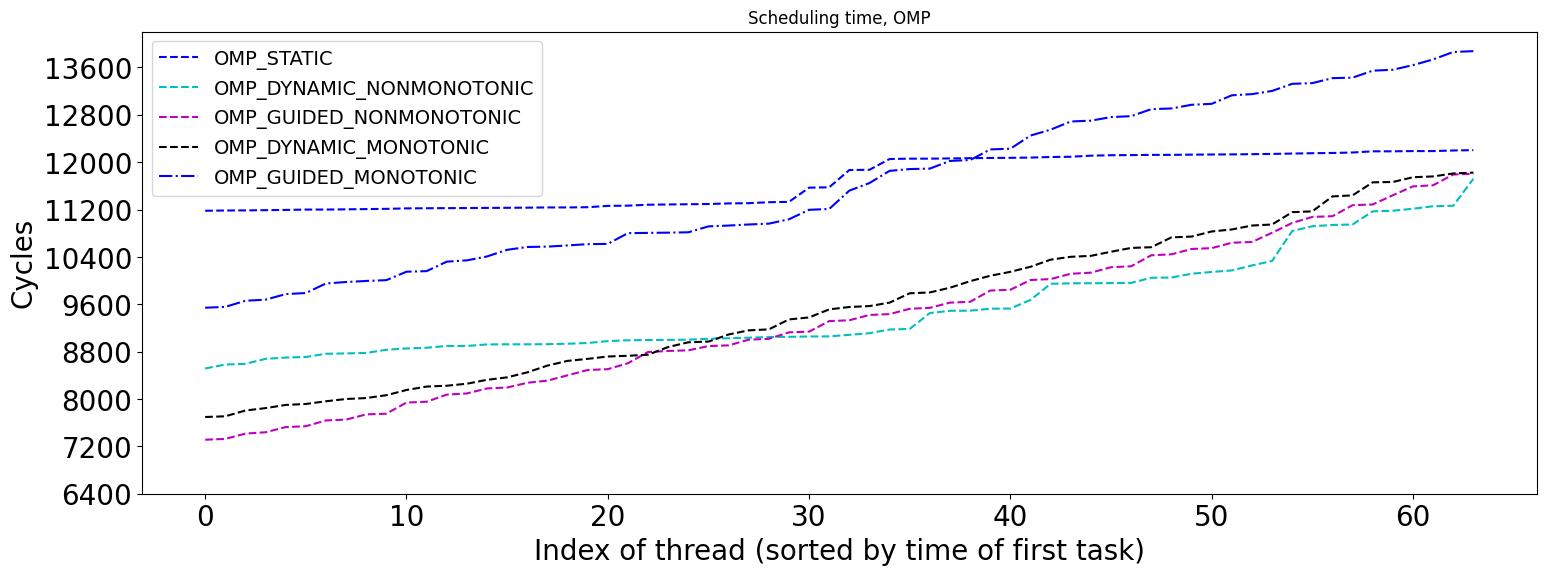 Scheduling time, OMP
OMP_STATIC
OMP_DYNAMIC_NONMONOTONIC
OMP_GUIDED_NONMONOTONIC
OMP_DYNAMIC_MONOTONIC
OMP_GUIDED_MONOTONIC
Cycles
13600
12800
12000
11200
10400
9600
8800
8000
7200
6400
0 10 20 30 40 50 60
Index of thread (sorted by time of first task)